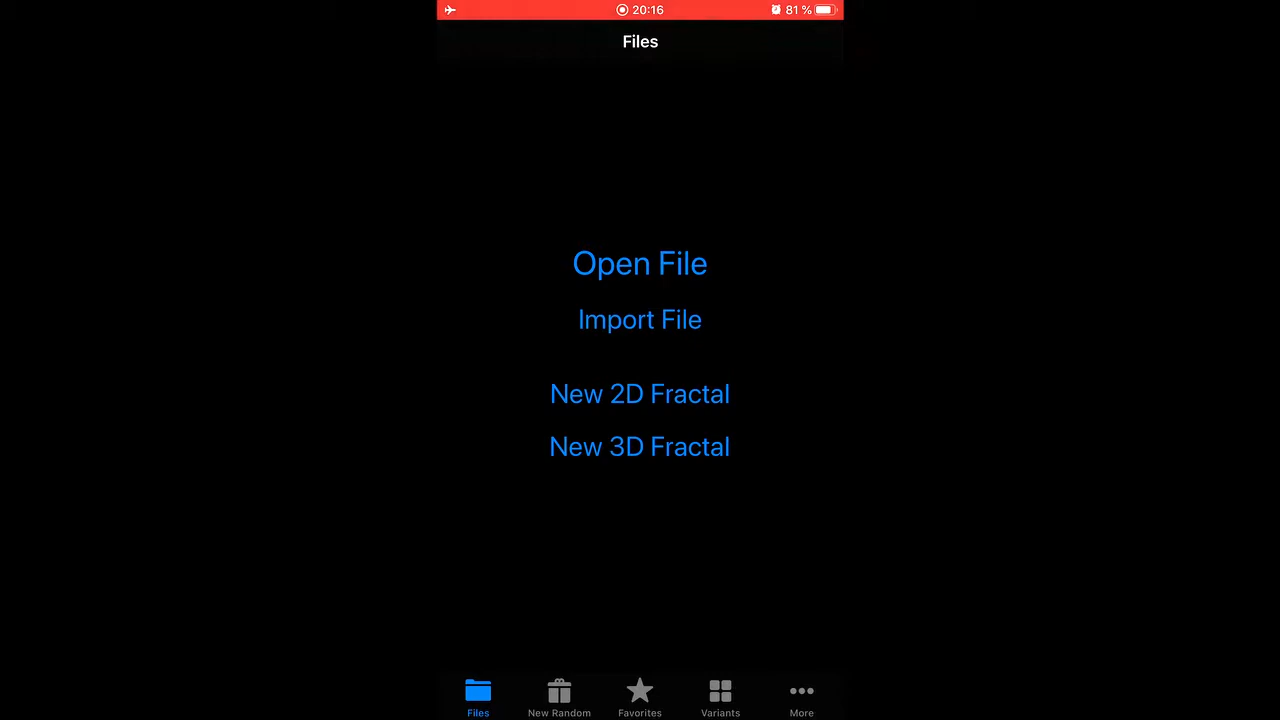 20:16 81 %
Files
Open File
Import File
New 2D Fractal
New 3D Fractal
Files New Random Favorites Variants More